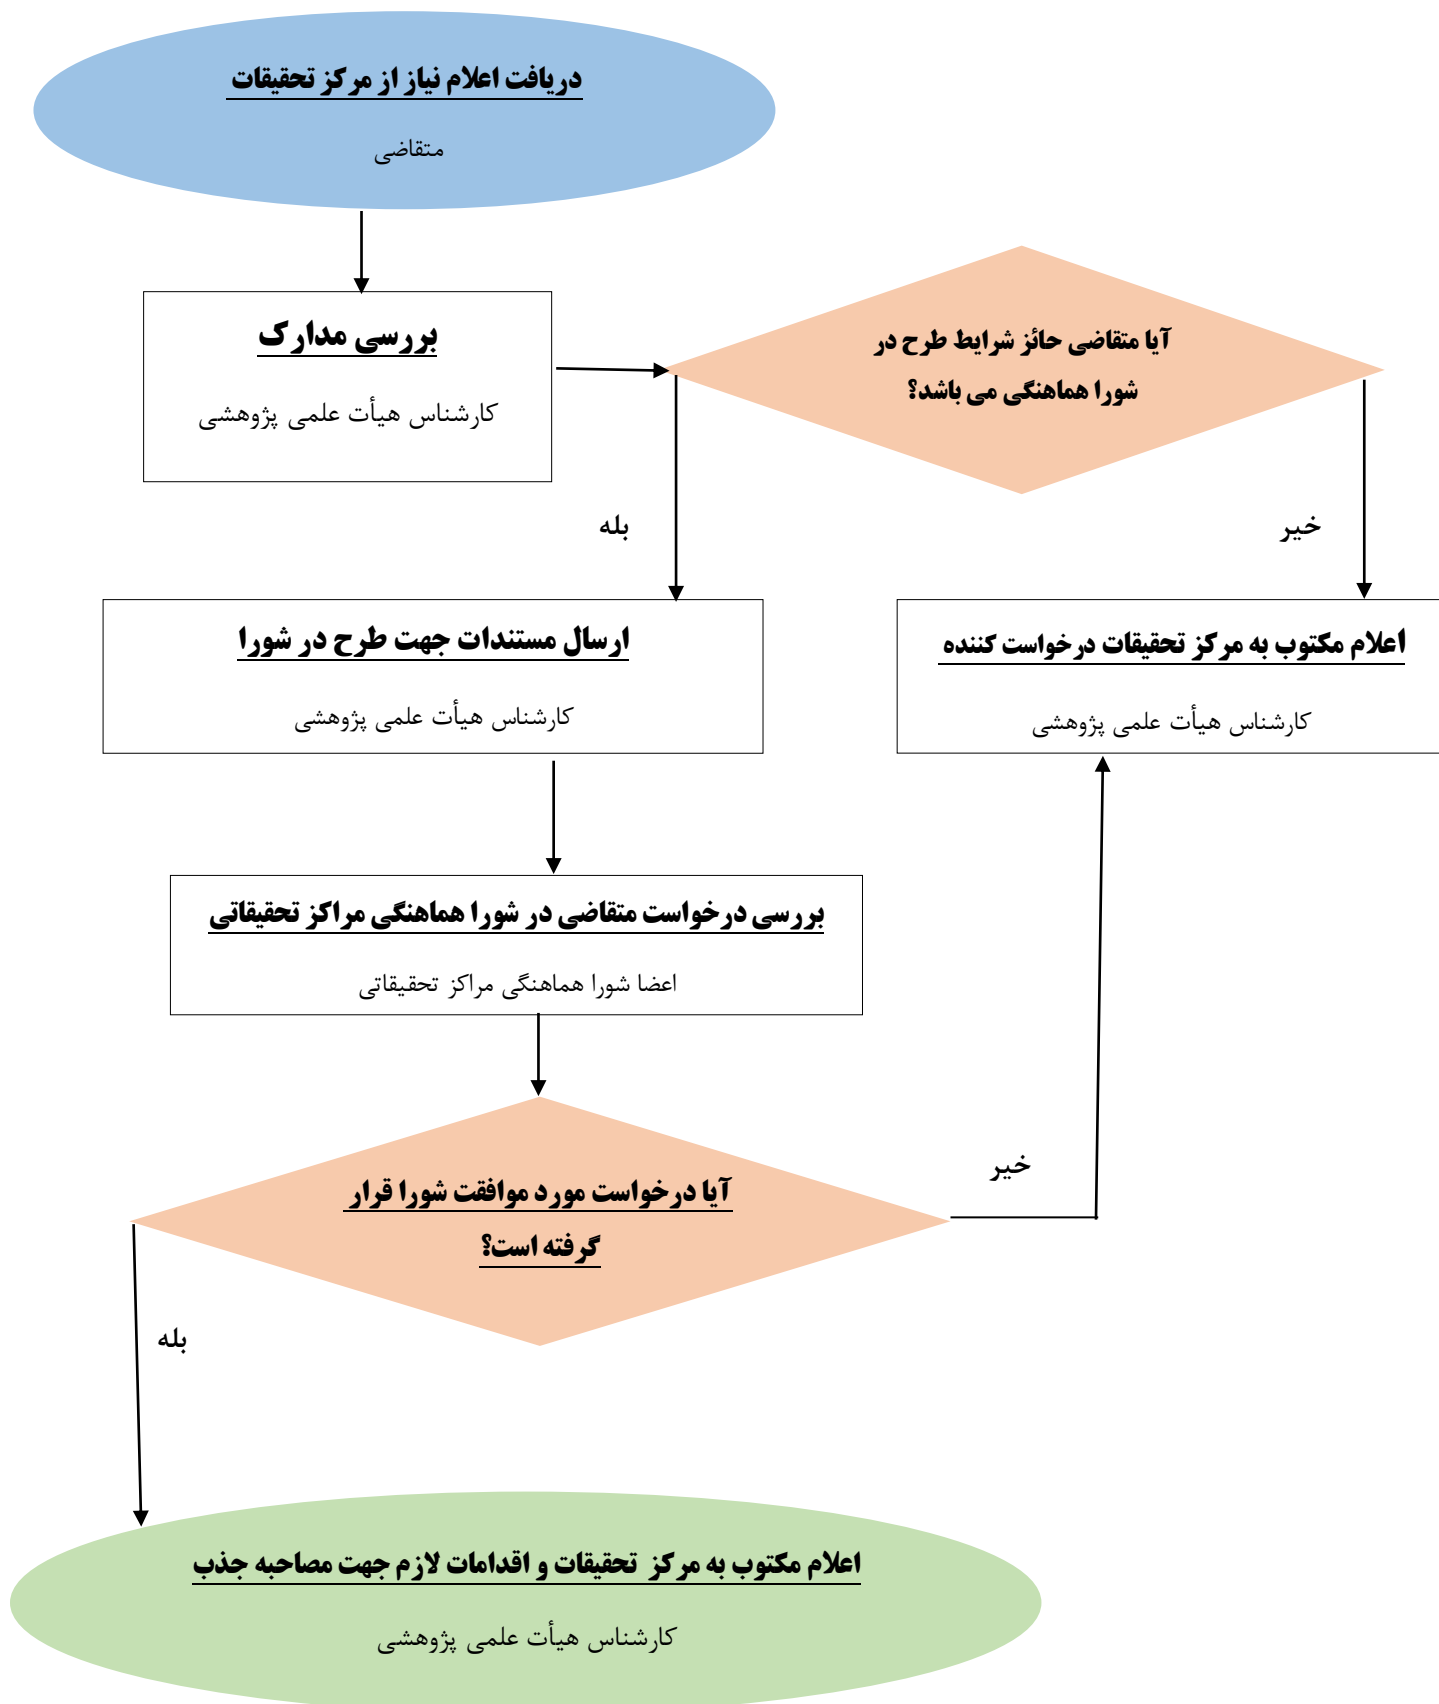 دریافت اعلام نیاز از مرکز تحقیقات
متقاضی
بررسی مدارک
کارشناس هیأت علمی پژوهشی
آیا متقاضی حائز شرایط طرح در
شورا هماهنگی می باشد؟
بله
خیر
ارسال مستندات جهت طرح در شورا
کارشناس هیأت علمی پژوهشی
اعلام مکتوب به مرکز تحقیقات درخواست کننده
کارشناس هیأت علمی پژوهشی
بررسی درخواست متقاضی در شورا هماهنگی مراکز تحقیقاتی
اعضا شورا هماهنگی مراکز تحقیقاتی
آیا درخواست مورد موافقت شورا قرار
گرفته است؟
خیر
بله
اعلام مکتوب به مرکز تحقیقات و اقدامات لازم جهت مصاحبه جذب
کارشناس هیأت علمی پژوهشی